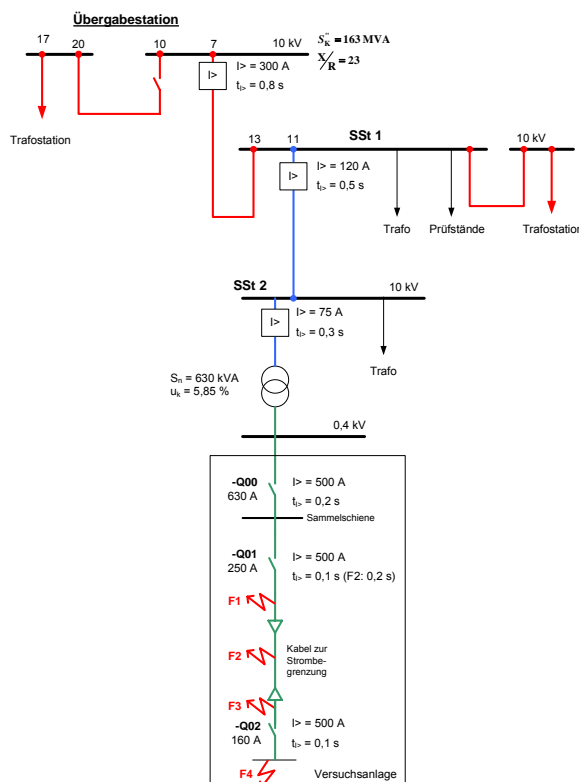 Übergabestation
17 20 10 7 10 kV
S"K = 163 MVA
X/R = 23
I> I> = 300 A
tI> = 0,8 s
Trafostation
13 11 SSt 1 10 kV
I> I> = 120 A
tI> = 0,5 s
Trafo Prüfstände Trafostation
SSt 2 10 kV
I> I> = 75 A
tI> = 0,3 s
Trafo
Sn = 630 kVA
uk = 5,85 %
0,4 kV
-Q00 I> = 500 A
630 A tI> = 0,2 s
Sammelschiene
-Q01 I> = 500 A
250 A tI> = 0,1 s (F2: 0,2 s)
F1
F2
Kabel zur
Strombe-
grenzung
F3
-Q02 I> = 500 A
160 A tI> = 0,1 s
F4 Versuchsanlage